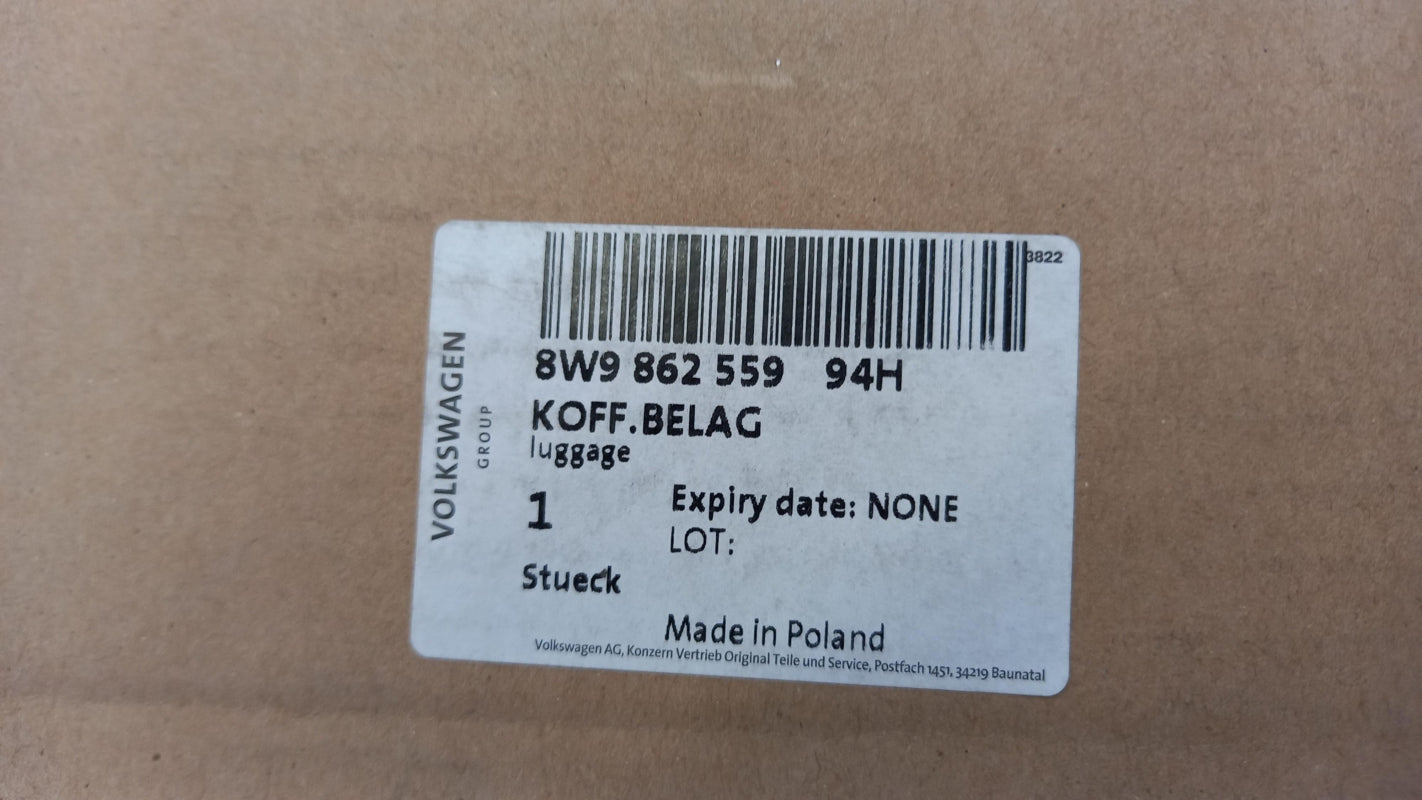 3822
8W9 862 559 94H
KOFF.BELAG
luggage
1
Expiry date: NONE
LOT:
Stueck
Made in Poland
Volkswagen AG, Konzern Vertrieb Original Teile und Service, Postfach 1451, 34219 Baunatal
VOLKSWAGEN
GROUP